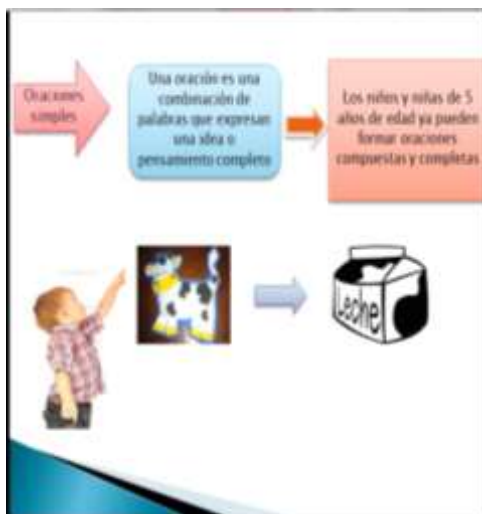 Oraciones
simples
Una oración es una
combinación de
palabras que expresan
una idea o
pensamiento completo
Los niños y niñas de 5
años de edad ya pueden
formar oraciones
compuestas y completas
Leche